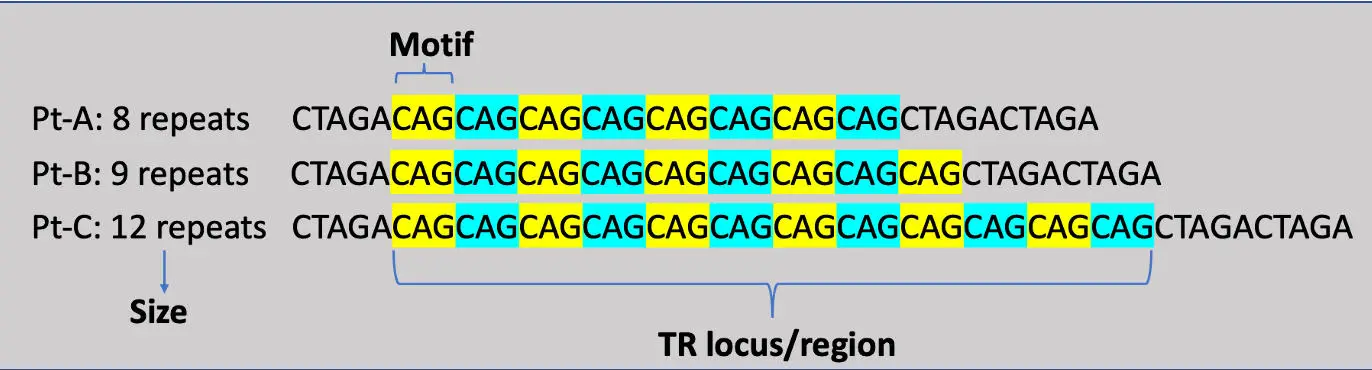 Motif
Pt-A: 8 repeats CTAGACAGCAGCAGCAGCAGCAGCAGCAGCTAGACTAGA
Pt-B: 9 repeats CTAGACAGCAGCAGCAGCAGCAGCAGCAGCAGCTAGACTAGA
Pt-C: 12 repeats CTAGACAGCAGCAGCAGCAGCAGCAGCAGCAGCAGCAGCAGCTAGACTAGA
Size
TR locus/region